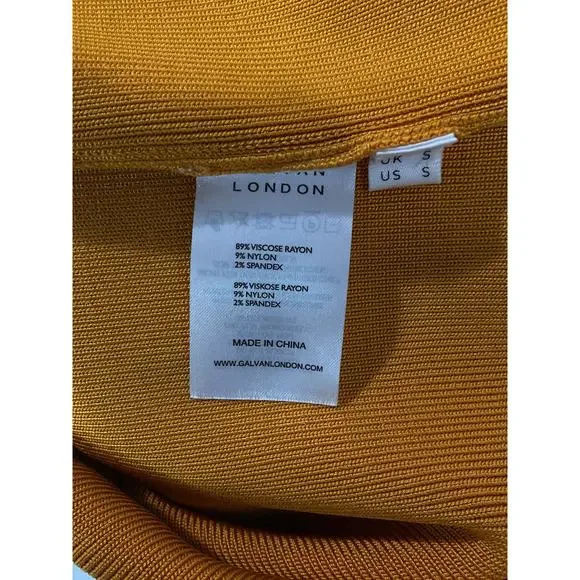 LONDON
UK S
US S
89% VISCOSE RAYON
9% NYLON
2% SPANDEX
89% VISKOSE RAYON
9% NYLON
2% SPANDEX
MADE IN CHINA
WWW.GALVANLONDON.COM